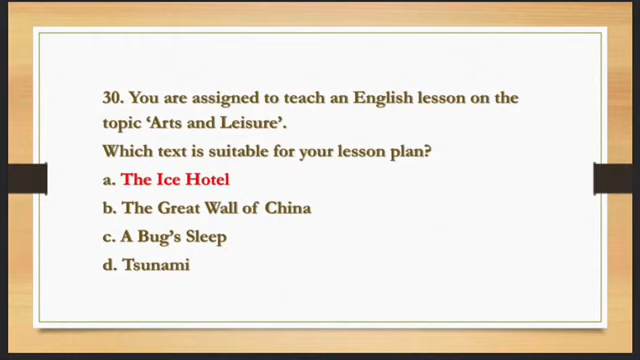 30. You are assigned to teach an English lesson on the
topic ‘Arts and Leisure’.
Which text is suitable for your lesson plan?
a. The Ice Hotel
b. The Great Wall of China
c. A Bug’s Sleep
d. Tsunami